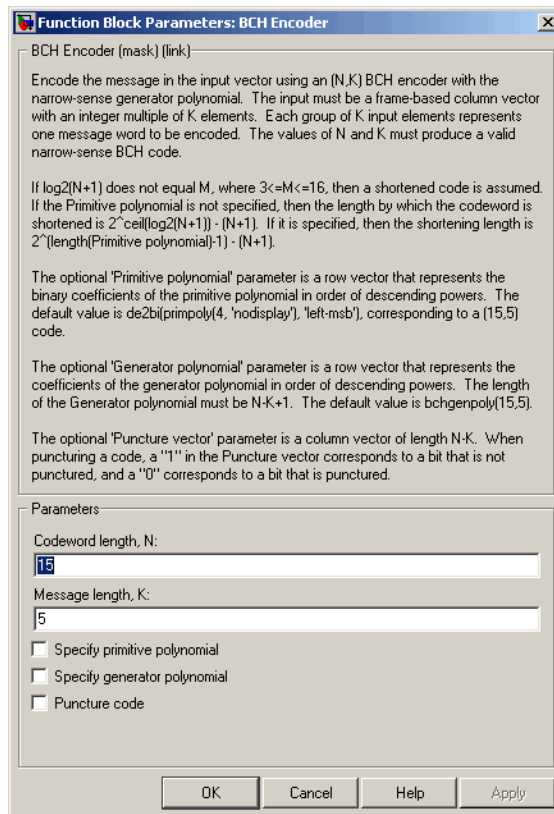 Function Block Parameters: BCH Encoder
BCH Encoder (mask) (link)
Encode the message in the input vector using an (N,K) BCH encoder with the
narrow-sense generator polynomial.  The input must be a frame-based column vector
with an integer multiple of K elements.  Each group of K input elements represents
one message word to be encoded.  The values of N and K must produce a valid
narrow-sense BCH code.
If log2(N+1) does not equal M, where 3<=M<=16, then a shortened code is assumed.
If the Primitive polynomial is not specified, then the length by which the codeword is
shortened is 2^ceil(log2(N+1)) - (N+1).  If it is specified, then the shortening length is
2^(length(Primitive polynomial)-1) - (N+1).
The optional 'Primitive polynomial' parameter is a row vector that represents the
binary coefficients of the primitive polynomial in order of descending powers.  The
default value is de2bi(primpoly(4, 'nodisplay'), 'left-msb'), corresponding to a (15,5)
code.
The optional 'Generator polynomial' parameter is a row vector that represents the
coefficients of the generator polynomial in order of descending powers.  The length
of the Generator polynomial must be N-K+1.  The default value is bchgenpoly(15,5).
The optional 'Puncture vector' parameter is a column vector of length N-K.  When
puncturing a code, a "1" in the Puncture vector corresponds to a bit that is not
punctured, and a "0" corresponds to a bit that is punctured.
Parameters
Codeword length, N:
15
Message length, K:
5
Specify primitive polynomial
Specify generator polynomial
Puncture code
OK Cancel Help Apply